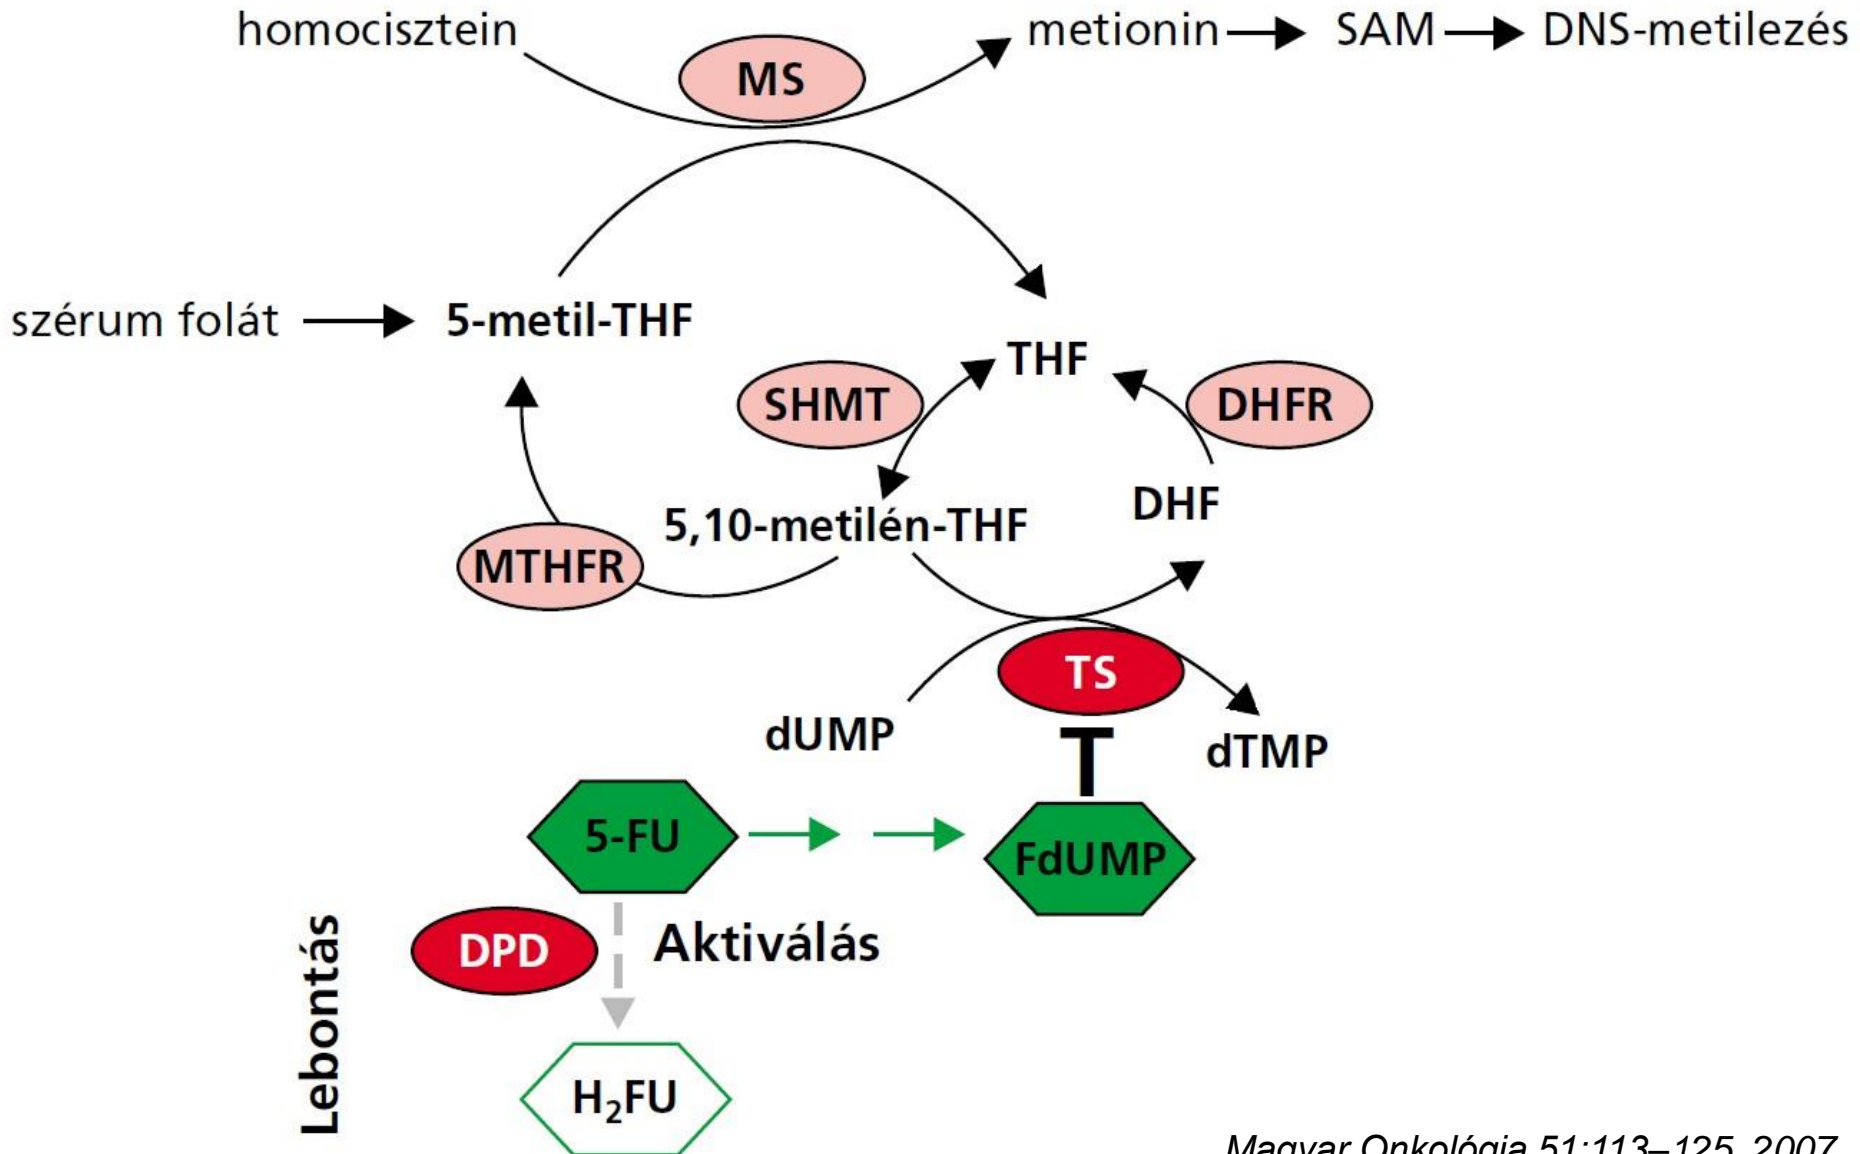 homocisztein
MS
metionin
SAM
DNS-metilezés
szérum folát
5-metil-THF
THF
SHMT
DHFR
5,10-metilén-THF
DHF
MTHFR
TS
dUMP
dTMP
5-FU
FdUMP
DPD
Aktiválás
Lebontás
H₂FU
Magyar Onkológia 51:113–125, 2007